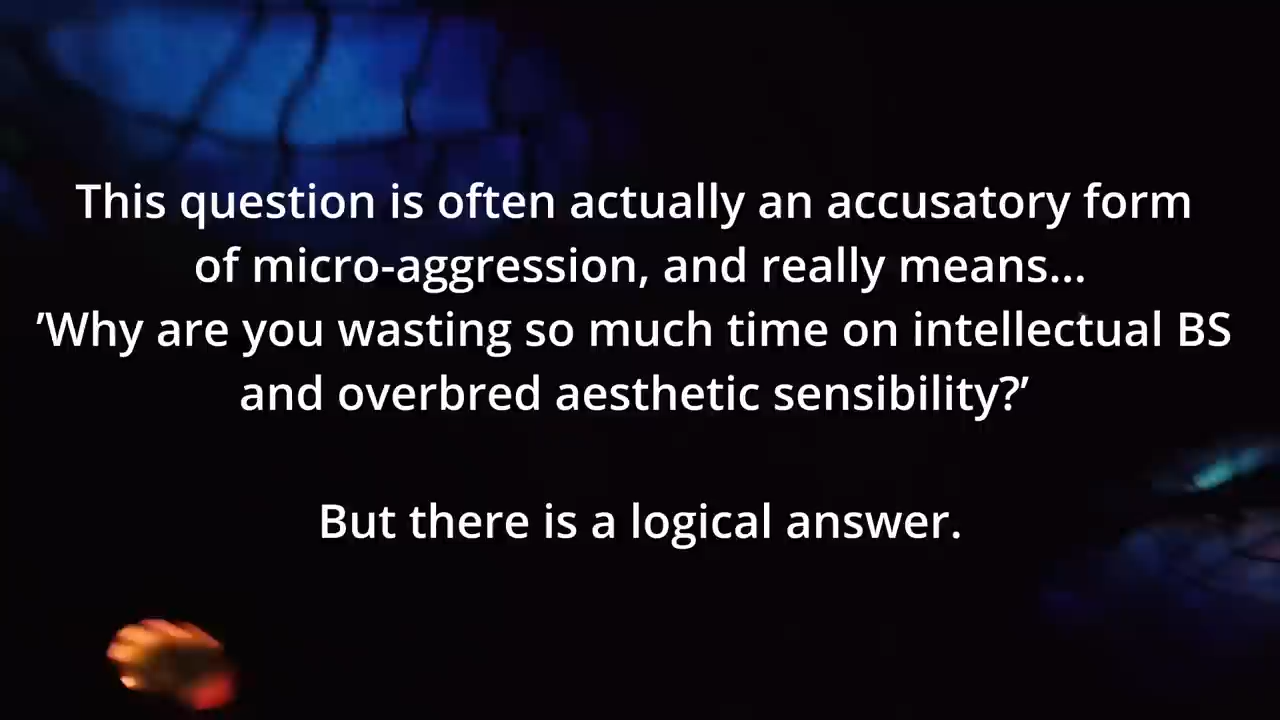 This question is often actually an accusatory form
of micro-aggression, and really means...
’Why are you wasting so much time on intellectual BS
and overbred aesthetic sensibility?’
But there is a logical answer.